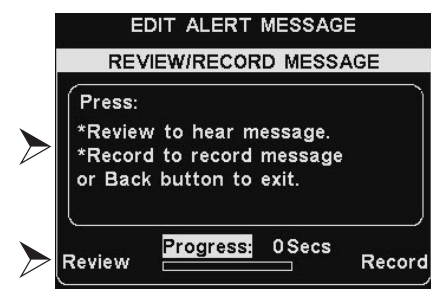 EDIT ALERT MESSAGE
REVIEW/RECORD MESSAGE
Press:
*Review to hear message.
*Record to record message
or Back button to exit.
Progress: 0Secs
Review Record